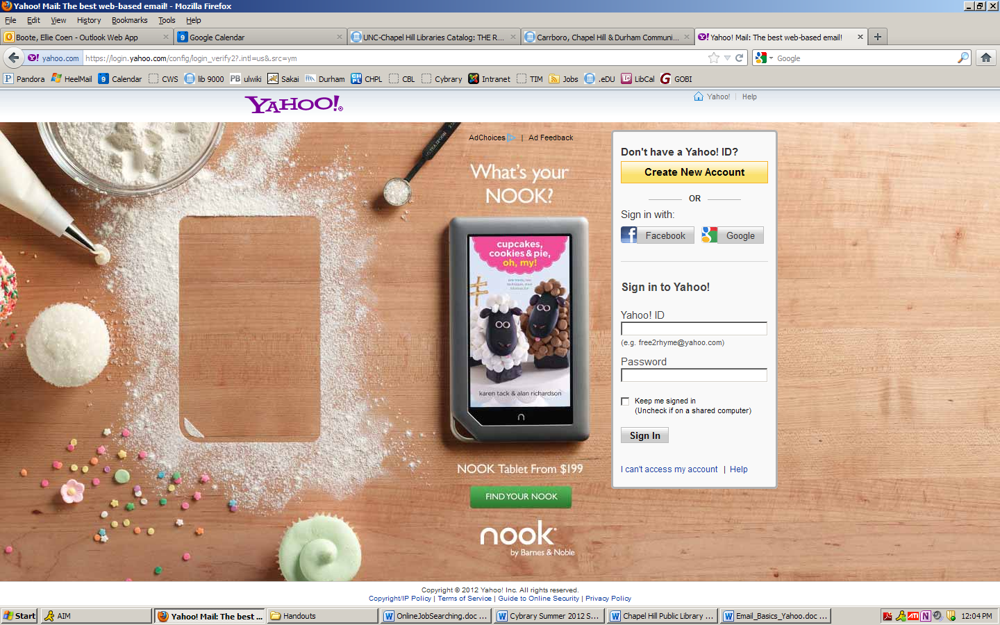 Yahoo! Mail: The best web-based email! - Mozilla Firefox
File Edit View History Bookmarks Tools Help
Boote, Ellie Coen - Outlook Web App
9 Google Calendar
UNC-Chapel Hill Libraries Catalog: THE R...
Carrboro, Chapel Hill & Durham Communi...
Yahoo! Mail: The best web-based email!
yahoo.com https://login.yahoo.com/config/login_verify2?.intl=us&.src=ym Google
Pandora HeelMail 9 Calendar CWS lib 9000 PB ulwiki Sakai Durham CHPL CHPL CBL Cybrary Intranet TIM Jobs .eDU LibCal GOBI
YAHOO!®
Yahoo! | Help
AdChoices | Ad Feedback
What's your
NOOK?
cupcakes,
cookies & pie,
oh, my!
karen tack & alan richardson
n
NOOK Tablet From $199
FIND YOUR NOOK
nook®
by Barnes & Noble
Don't have a Yahoo! ID?
Create New Account
OR
Sign in with:
Facebook Google
Sign in to Yahoo!
Yahoo! ID
(e.g. free2rhyme@yahoo.com)
Password
Keep me signed in
(Uncheck if on a shared computer)
Sign In
I can't access my account | Help
Copyright © 2012 Yahoo! Inc. All rights reserved.
Copyright/IP Policy | Terms of Service | Guide to Online Security | Privacy Policy
Start AIM Yahoo! Mail: The best ... Handouts OnlineJobSearching.doc ... Cybrary Summer 2012 S... Chapel Hill Public Library ... Email_Basics_Yahoo.doc ... 12:04 PM